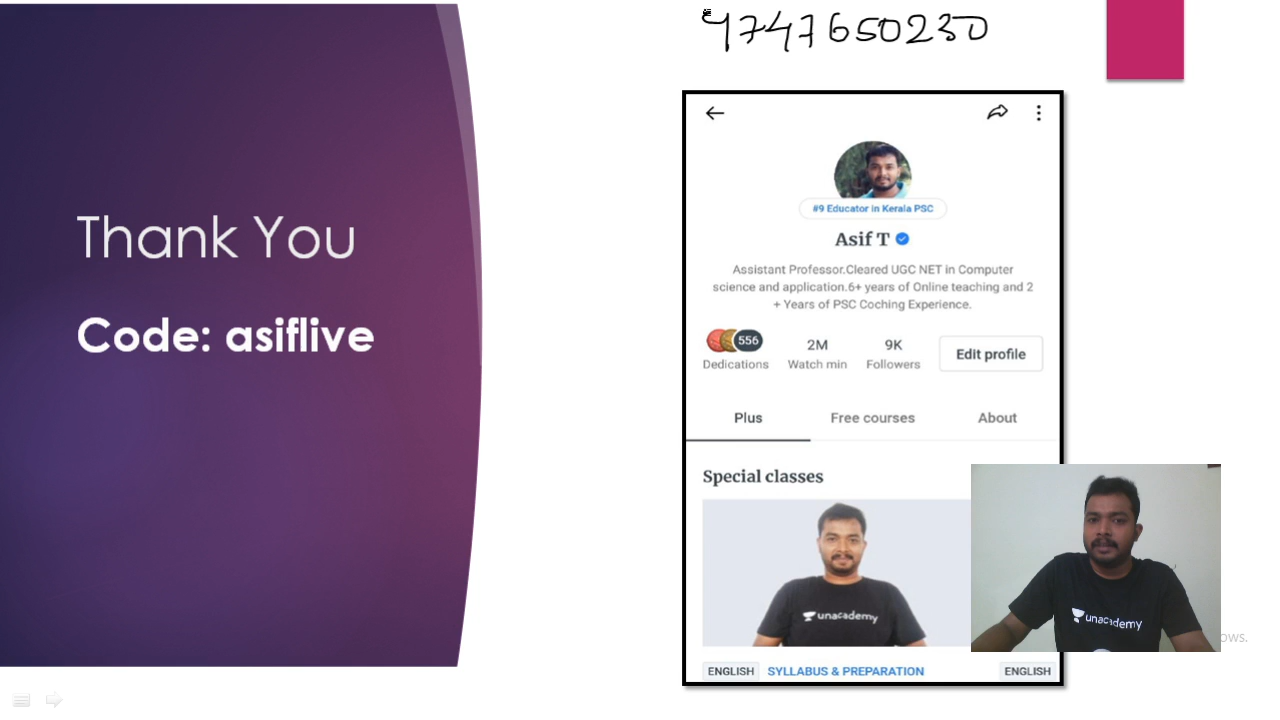 9747650230
Thank You
Code: asiflive
#9 Educator in Kerala PSC
Asif T
Assistant Professor.Cleared UGC NET in Computer
science and application.6+ years of Online teaching and 2
+ Years of PSC Coching Experience.
556
Dedications
2M
Watch min
9K
Followers
Edit profile
Plus
Free courses
About
Special classes
unacademy
ENGLISH
SYLLABUS & PREPARATION
ENGLISH
unacademy
ows.